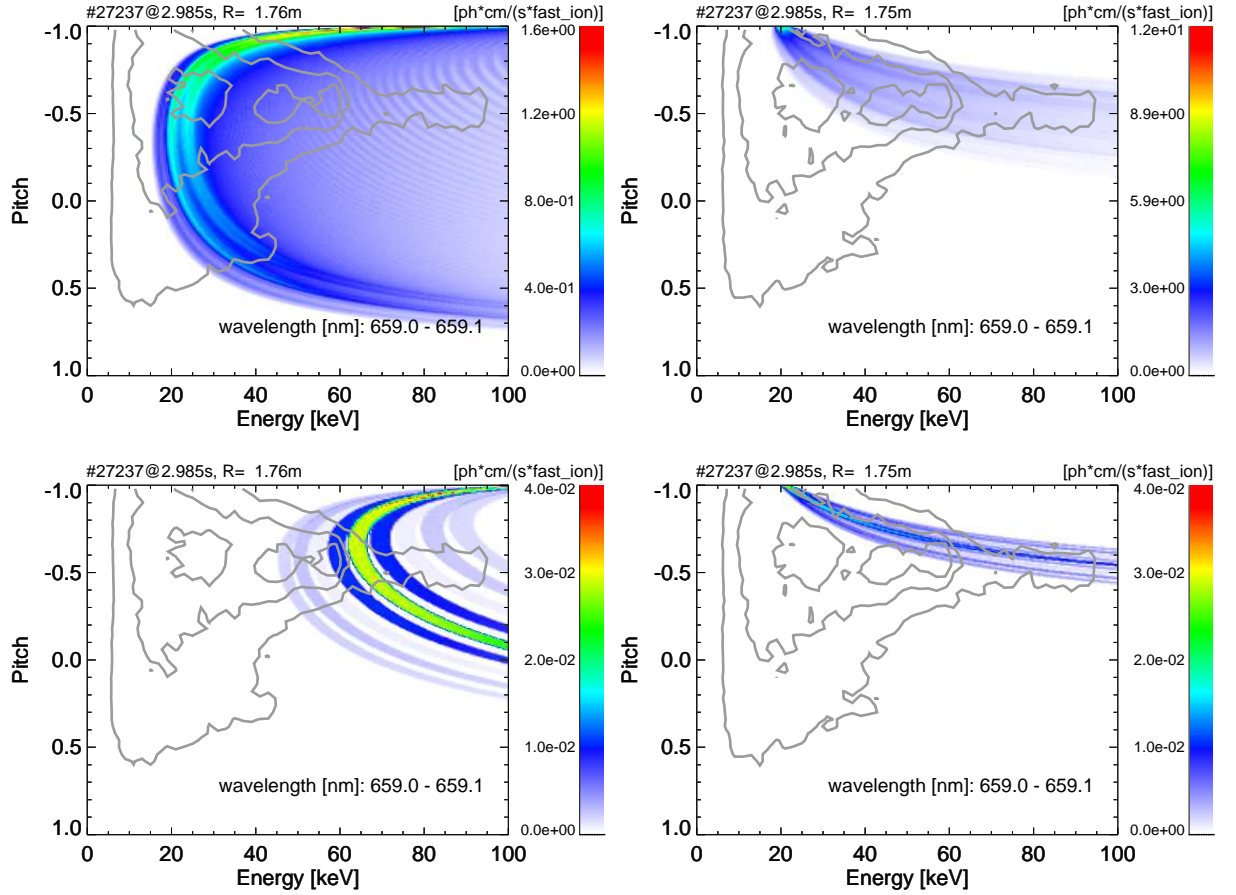 #27237@2.985s, R= 1.76m [ph*cm/(s*fast_ion)]
-1.0
-0.5
0.0
0.5
1.0
Pitch
0 20 40 60 80 100
Energy [keV]
wavelength [nm]: 659.0 - 659.1
1.6e+00
1.2e+00
8.0e-01
4.0e-01
0.0e+00
#27237@2.985s, R= 1.75m [ph*cm/(s*fast_ion)]
-1.0
-0.5
0.0
0.5
1.0
Pitch
0 20 40 60 80 100
Energy [keV]
wavelength [nm]: 659.0 - 659.1
1.2e+01
8.9e+00
5.9e+00
3.0e+00
0.0e+00
#27237@2.985s, R= 1.76m [ph*cm/(s*fast_ion)]
-1.0
-0.5
0.0
0.5
1.0
Pitch
0 20 40 60 80 100
Energy [keV]
wavelength [nm]: 659.0 - 659.1
4.0e-02
3.0e-02
2.0e-02
1.0e-02
0.0e+00
#27237@2.985s, R= 1.75m [ph*cm/(s*fast_ion)]
-1.0
-0.5
0.0
0.5
1.0
Pitch
0 20 40 60 80 100
Energy [keV]
wavelength [nm]: 659.0 - 659.1
4.0e-02
3.0e-02
2.0e-02
1.0e-02
0.0e+00